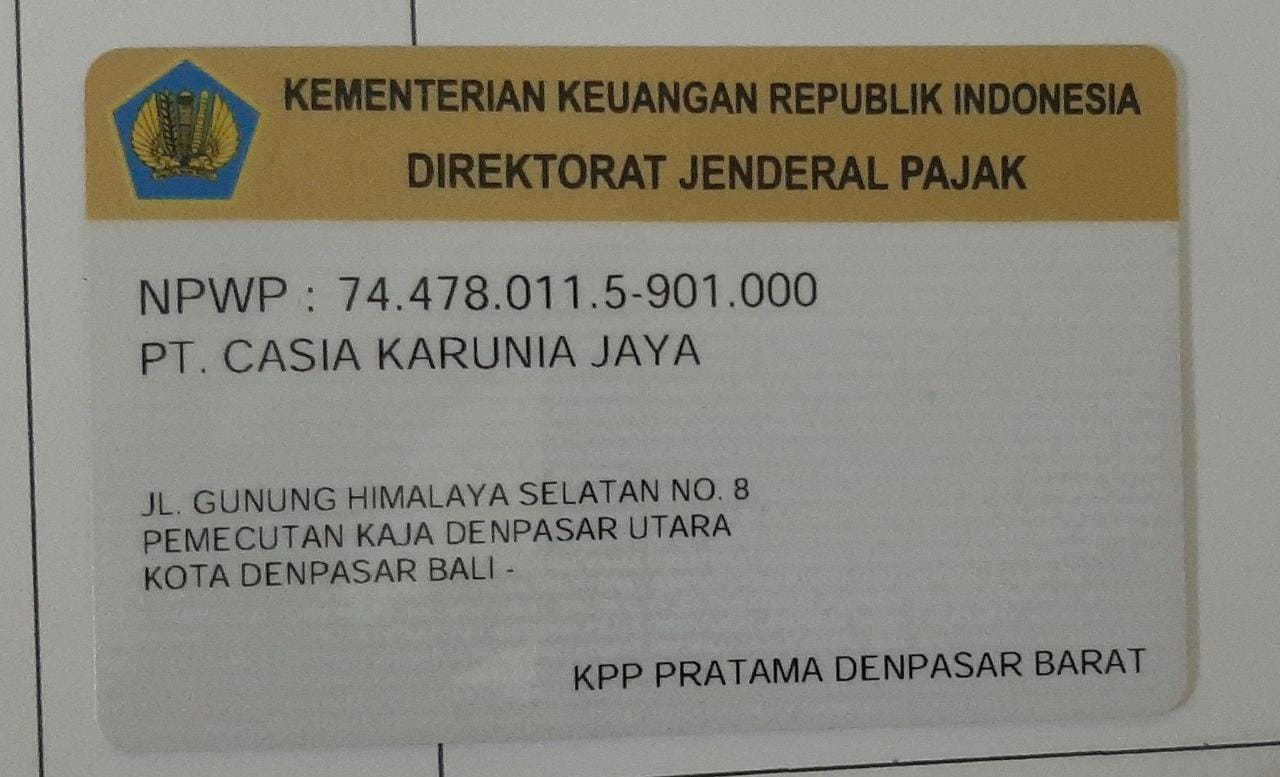 KEMENTERIAN KEUANGAN REPUBLIK INDONESIA
DIREKTORAT JENDERAL PAJAK
NPWP : 74.478.011.5-901.000
PT. CASIA KARUNIA JAYA
JL. GUNUNG HIMALAYA SELATAN NO. 8
PEMECUTAN KAJA DENPASAR UTARA
KOTA DENPASAR BALI -
KPP PRATAMA DENPASAR BARAT